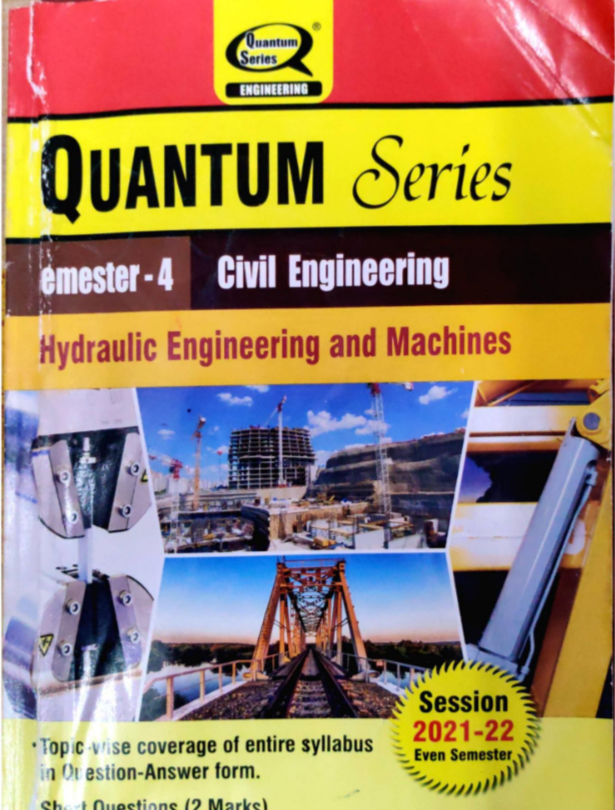 Quantum
Series
®
ENGINEERING
QUANTUM Series
emester - 4 Civil Engineering
Hydraulic Engineering and Machines
Session
2021-22
Even Semester
• Topic-wise coverage of entire syllabus
in Question-Answer form.
Short Questions (2 Marks)